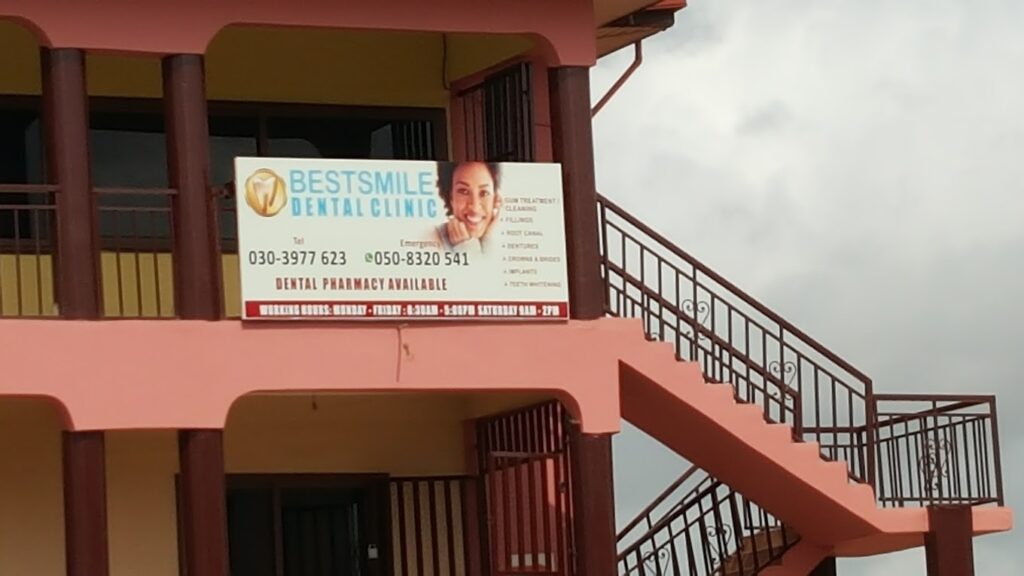 BESTSMILE
DENTAL CLINIC
Tel
030-3977 623
Emergency
050-8320 541
DENTAL PHARMACY AVAILABLE
GUM TREATMENT /
CLEANING
FILLINGS
ROOT CANAL
DENTURES
CROWNS & BRIDES
IMPLANTS
TEETH WHITENING
WORKING HOURS: MONDAY - FRIDAY : 8:30AM - 5:00PM SATURDAY 9AM - 2PM